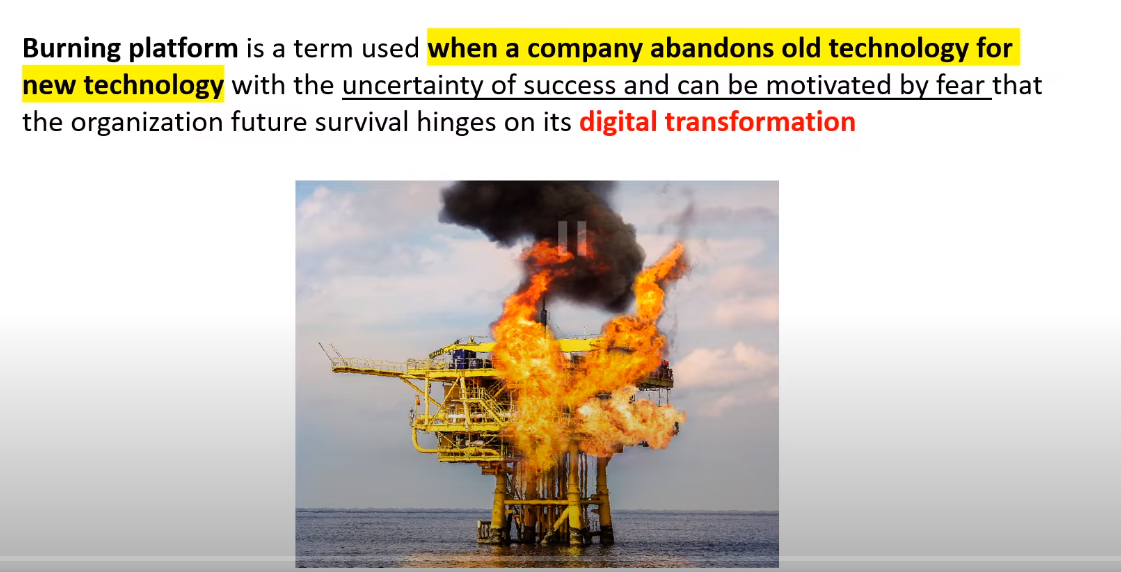 Burning platform is a term used when a company abandons old technology for
new technology with the uncertainty of success and can be motivated by fear that
the organization future survival hinges on its digital transformation